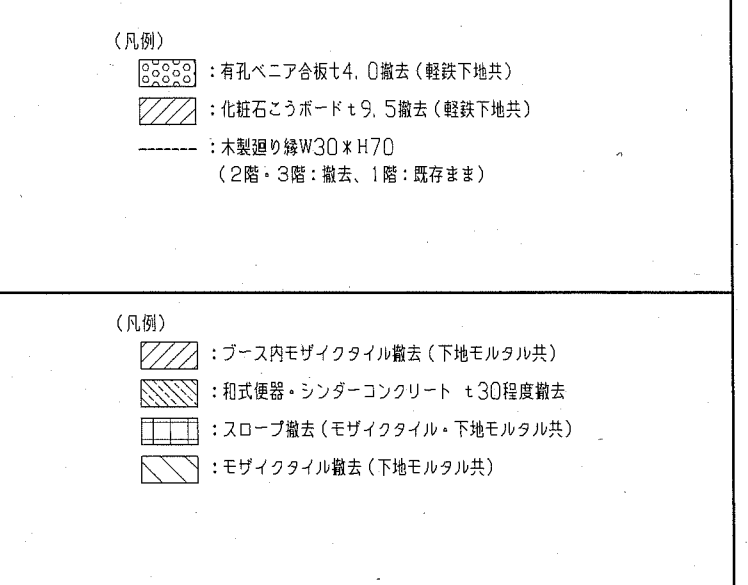 (凡例)
:有孔ベニア合板t4.0撤去(軽鉄下地共)
:化粧石こうボードt9.5撤去(軽鉄下地共)
:木製廻り縁W30*H70
(2階・3階:撤去、1階:既存まま)
(凡例)
:ブース内モザイクタイル撤去(下地モルタル共)
:和式便器・シンダーコンクリート t30程度撤去
:スロープ撤去(モザイクタイル・下地モルタル共)
:モザイクタイル撤去(下地モルタル共)